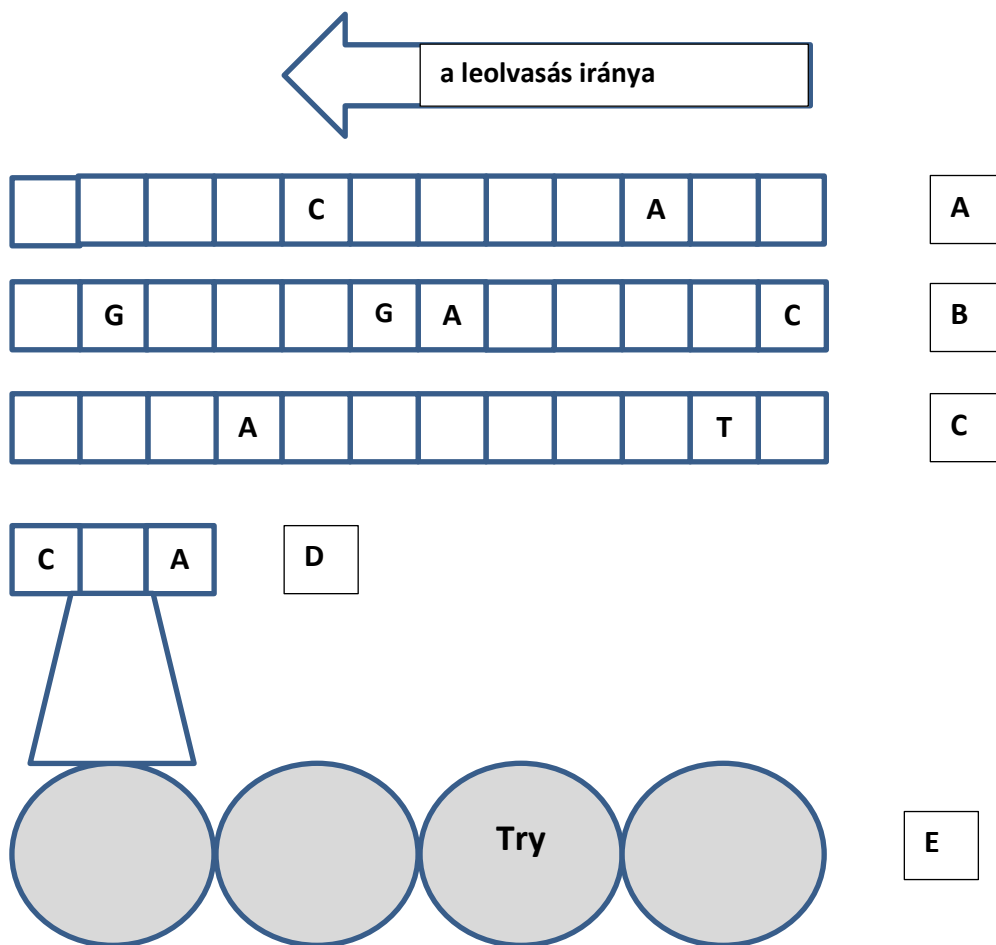 a leolvasás iránya
C A A
G G A C B
A T C
C A D
Try
E